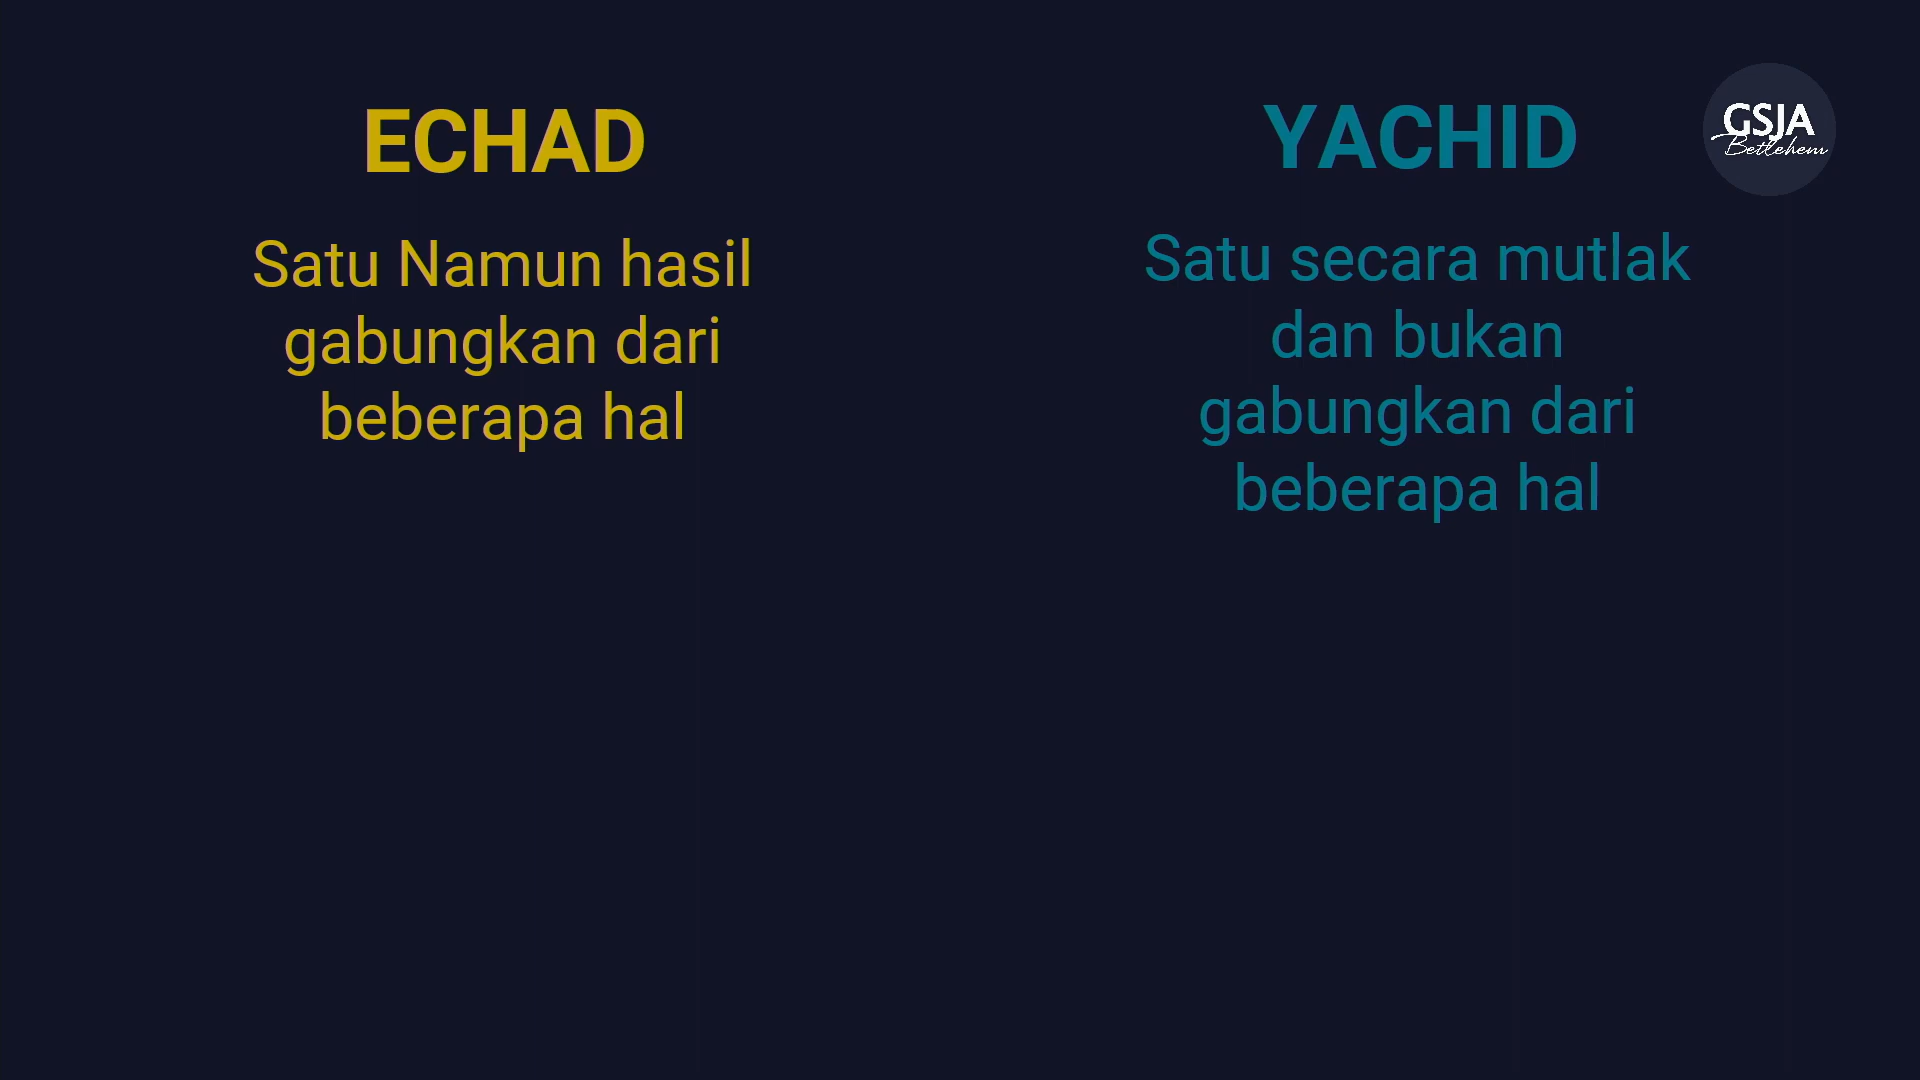 ECHAD
Satu Namun hasil
gabungkan dari
beberapa hal
YACHID
Satu secara mutlak
dan bukan
gabungkan dari
beberapa hal
GSJA
Betlehem